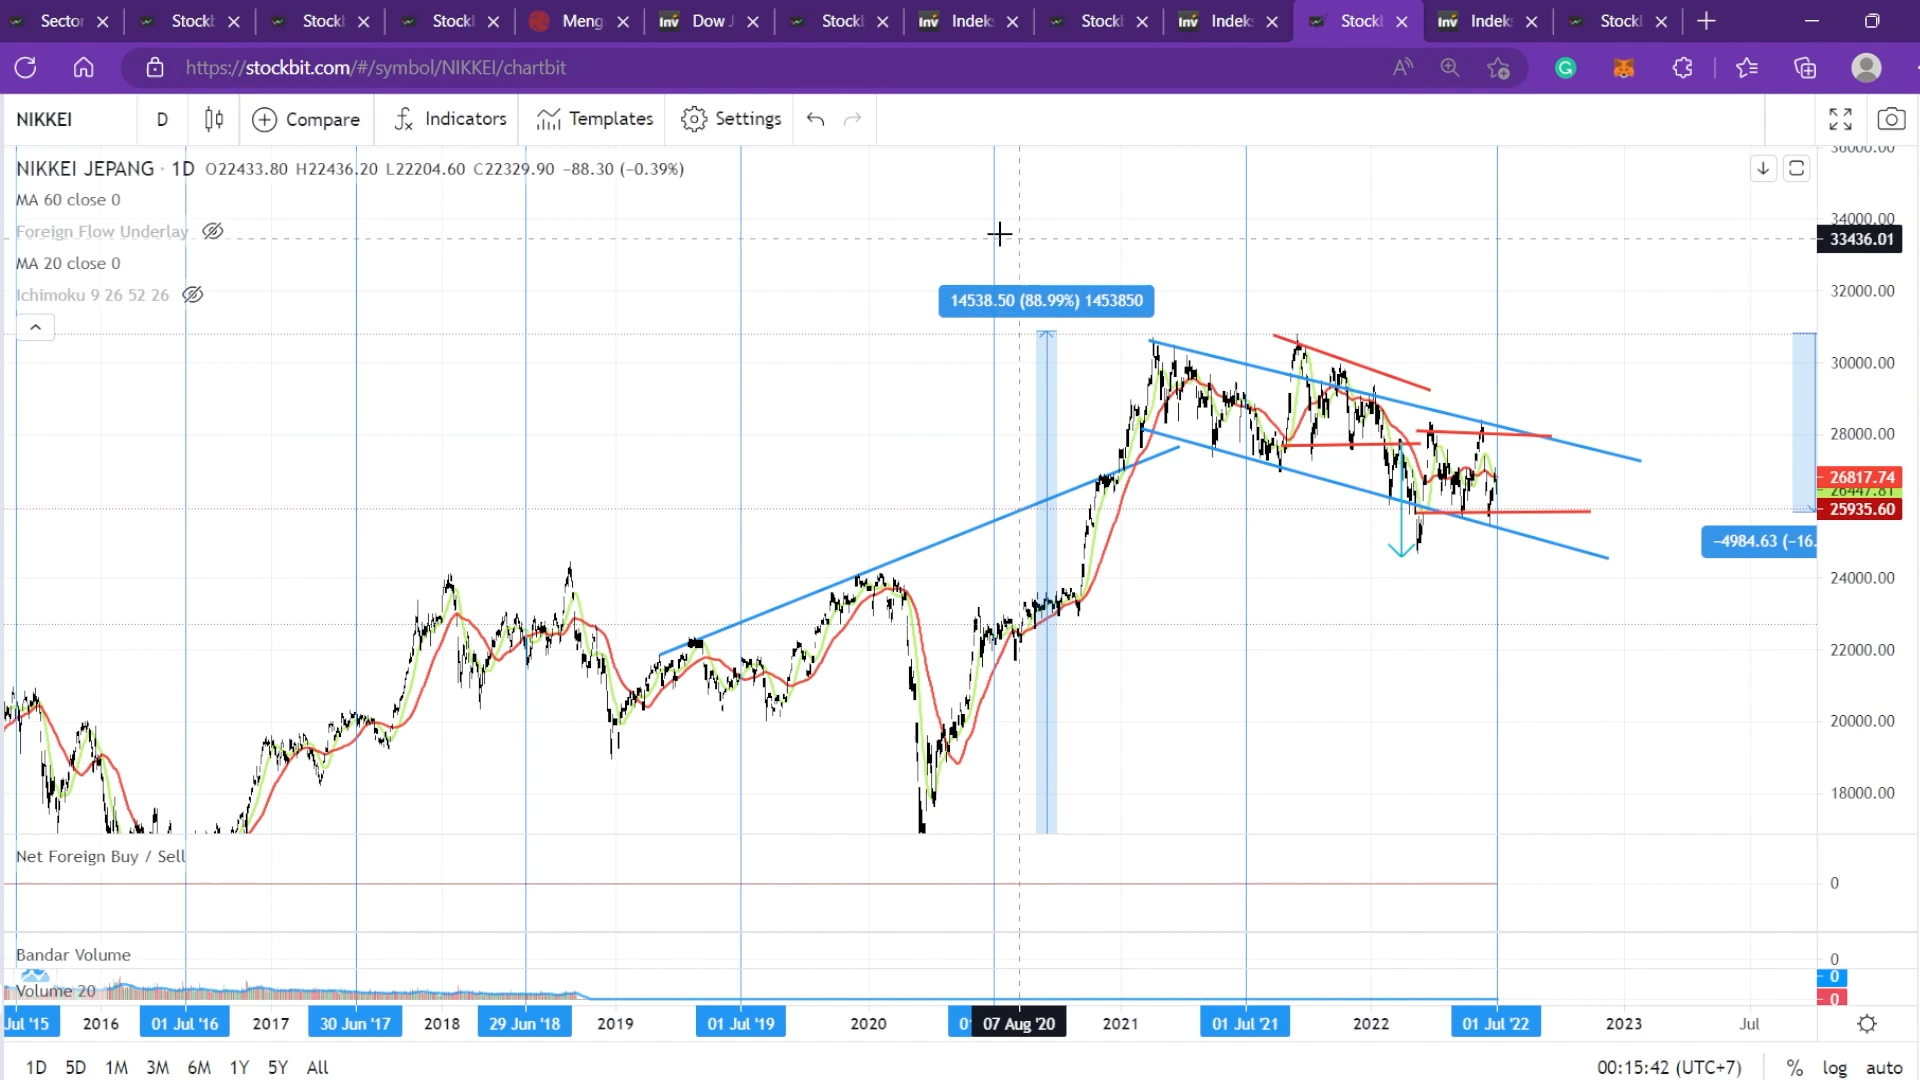 Sector
Stockb
Stockb
Stockb
Meng
Dow J
Stockb
Indeks
Stockb
Indeks
Stockb
Indeks
Stockb
https://stockbit.com/#/symbol/NIKKEI/chartbit
NIKKEI D Compare Indicators Templates Settings
NIKKEI JEPANG · 1D O22433.80 H22436.20 L22204.60 C22329.90 −88.30 (−0.39%)
MA 60 close 0
Foreign Flow Underlay
MA 20 close 0
Ichimoku 9 26 52 26
14538.50 (88.99%) 1453850
−4984.63 (−16.
36000.00
34000.00
33436.01
32000.00
30000.00
28000.00
26817.74
26447.81
25935.60
24000.00
22000.00
20000.00
18000.00
Net Foreign Buy / Sell
0
Bandar Volume
0
0
Volume 20
0
Jul '15 2016 01 Jul '16 2017 30 Jun '17 2018 29 Jun '18 2019 01 Jul '19 2020 0 07 Aug '20 2021 01 Jul '21 2022 01 Jul '22 2023 Jul
1D 5D 1M 3M 6M 1Y 5Y All 00:15:42 (UTC+7) % log auto